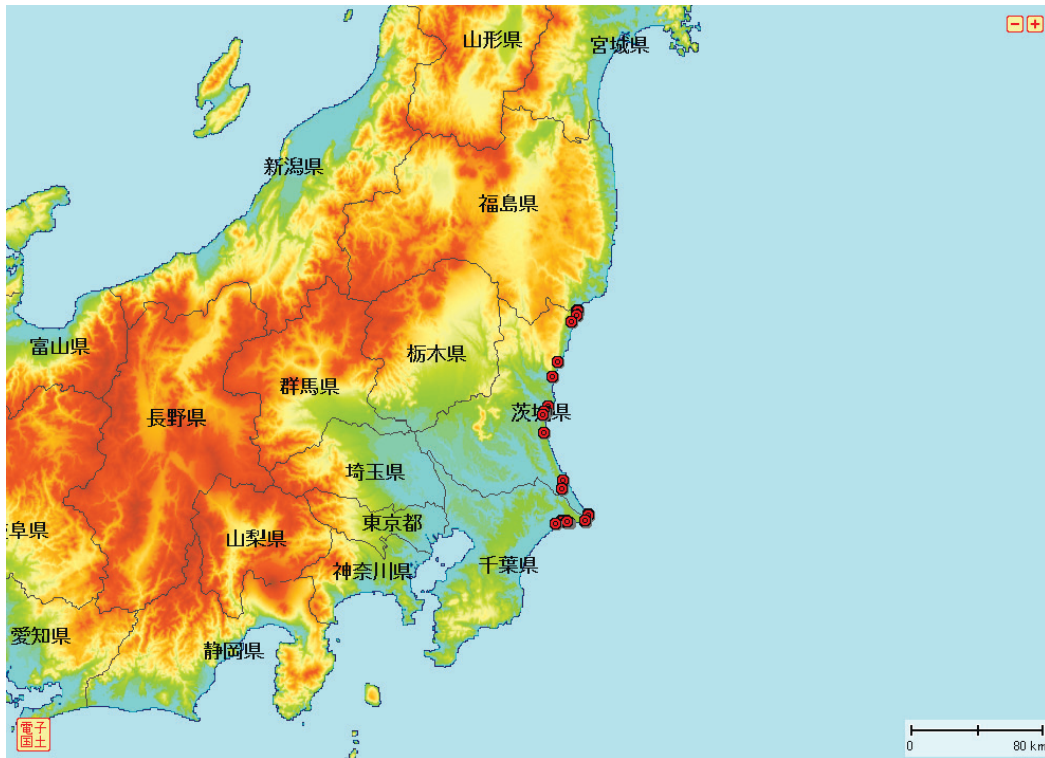 山形県
宮城県
新潟県
福島県
富山県
栃木県
群馬県
茨城県
長野県
埼玉県
東京都
阜県
山梨県
千葉県
神奈川県
愛知県
静岡県
電子
国土
0 80 km